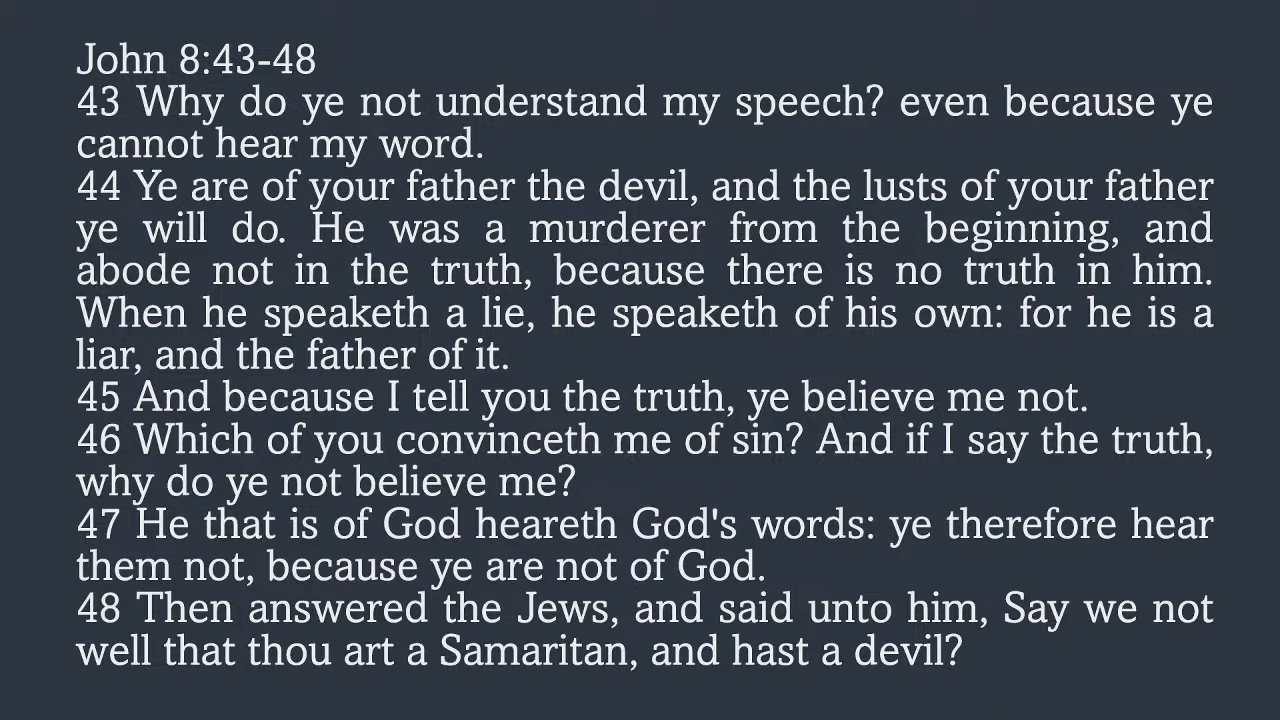 John 8:43-48
43 Why do ye not understand my speech? even because ye
cannot hear my word.
44 Ye are of your father the devil, and the lusts of your father
ye will do. He was a murderer from the beginning, and
abode not in the truth, because there is no truth in him.
When he speaketh a lie, he speaketh of his own: for he is a
liar, and the father of it.
45 And because I tell you the truth, ye believe me not.
46 Which of you convinceth me of sin? And if I say the truth,
why do ye not believe me?
47 He that is of God heareth God's words: ye therefore hear
them not, because ye are not of God.
48 Then answered the Jews, and said unto him, Say we not
well that thou art a Samaritan, and hast a devil?